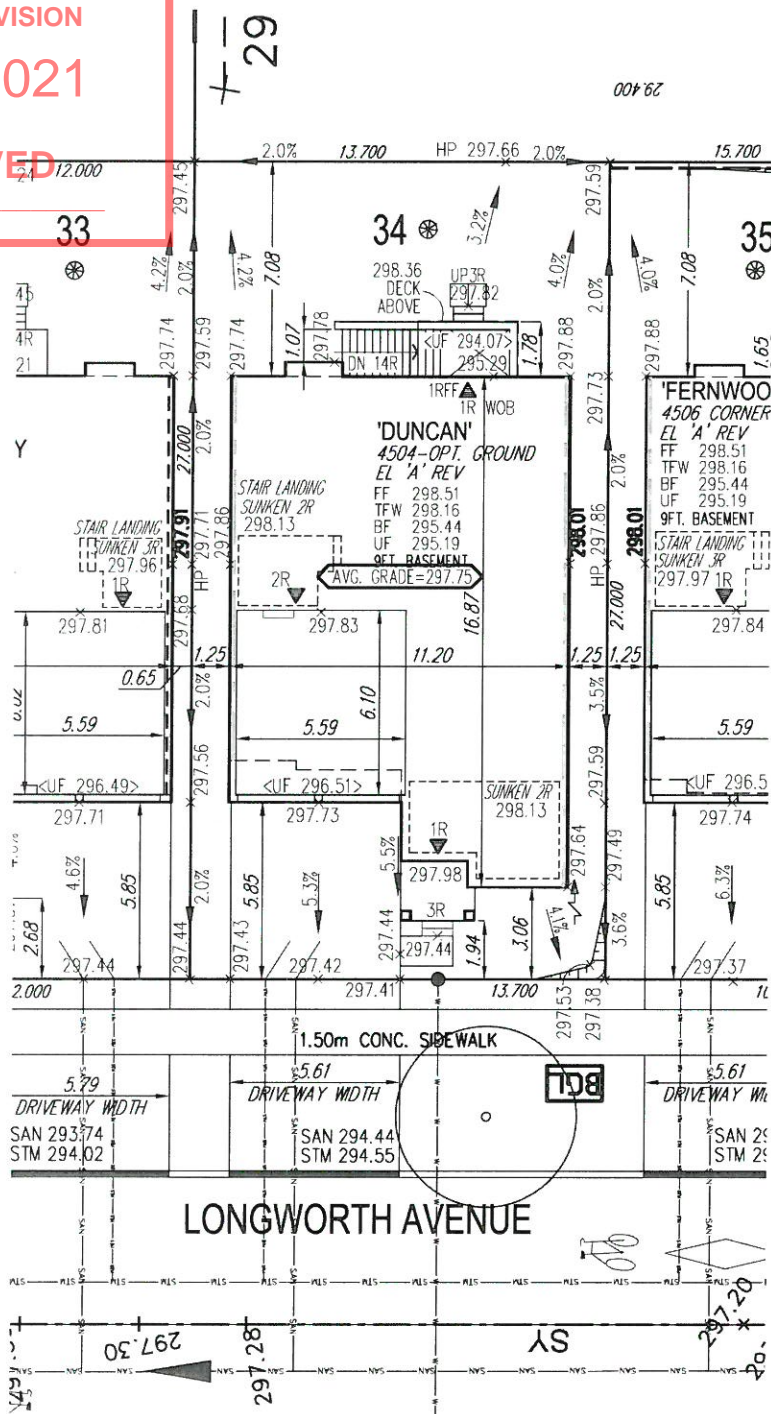 VISION
2021
VED
29
29.400
24
12.000
297.45
2.0%
13.700
HP 297.66
2.0%
297.59
15.700
33
34
35
7.08
7.08
4.2%
2.0%
4.2%
3.2%
4.0%
2.0%
4.0%
298.36
DECK
ABOVE
UP3R
297.82
45
4R
21
297.74
297.59
297.74
1.07
297.78
DN 14R
<UF 294.07>
295.29
1.78
297.88
297.73
297.88
1.65
1RFF
1R WOB
'DUNCAN'
4504-OPT. GROUND
EL 'A' REV
FF 298.51
TFW 298.16
BF 295.44
UF 295.19
9FT. BASEMENT
AVG. GRADE=297.75
'FERNWOO
4506 CORNER
EL 'A' REV
FF 298.51
TFW 298.16
BF 295.44
UF 295.19
9FT. BASEMENT
Y
27.000
2.0%
2.0%
STAIR LANDING
SUNKEN 2R
298.13
2R
STAIR LANDING
SUNKEN 3R
297.96
1R
STAIR LANDING
SUNKEN 3R
297.97
1R
297.91
297.71
297.86
HP
297.68
298.01
HP 297.86
298.01
27.000
16.87
297.81
297.83
297.84
0.65
1.25
11.20
1.25
1.25
2.0%
3.5%
6.02
5.59
5.59
6.10
5.59
297.56
297.59
<UF 296.49>
<UF 296.51>
<UF 296.5
297.71
297.73
297.74
SUNKEN 2R
298.13
1R
297.98
3R
297.44
297.64
297.49
4.6%
5.85
2.0%
5.85
5.3%
5.5%
1.94
3.06
4.1%
3.6%
5.85
6.3%
2.68
297.44
297.44
297.43
297.42
297.44
297.41
297.37
2.000
13.700
297.53
297.38
1.50m CONC. SIDEWALK
5.79
DRIVEWAY WIDTH
5.61
DRIVEWAY WIDTH
BGL
5.61
DRIVEWAY WI
SAN 293.74
STM 294.02
SAN 294.44
STM 294.55
SAN 29
STM 29
LONGWORTH AVENUE
297.30
297.28
SY
297.20